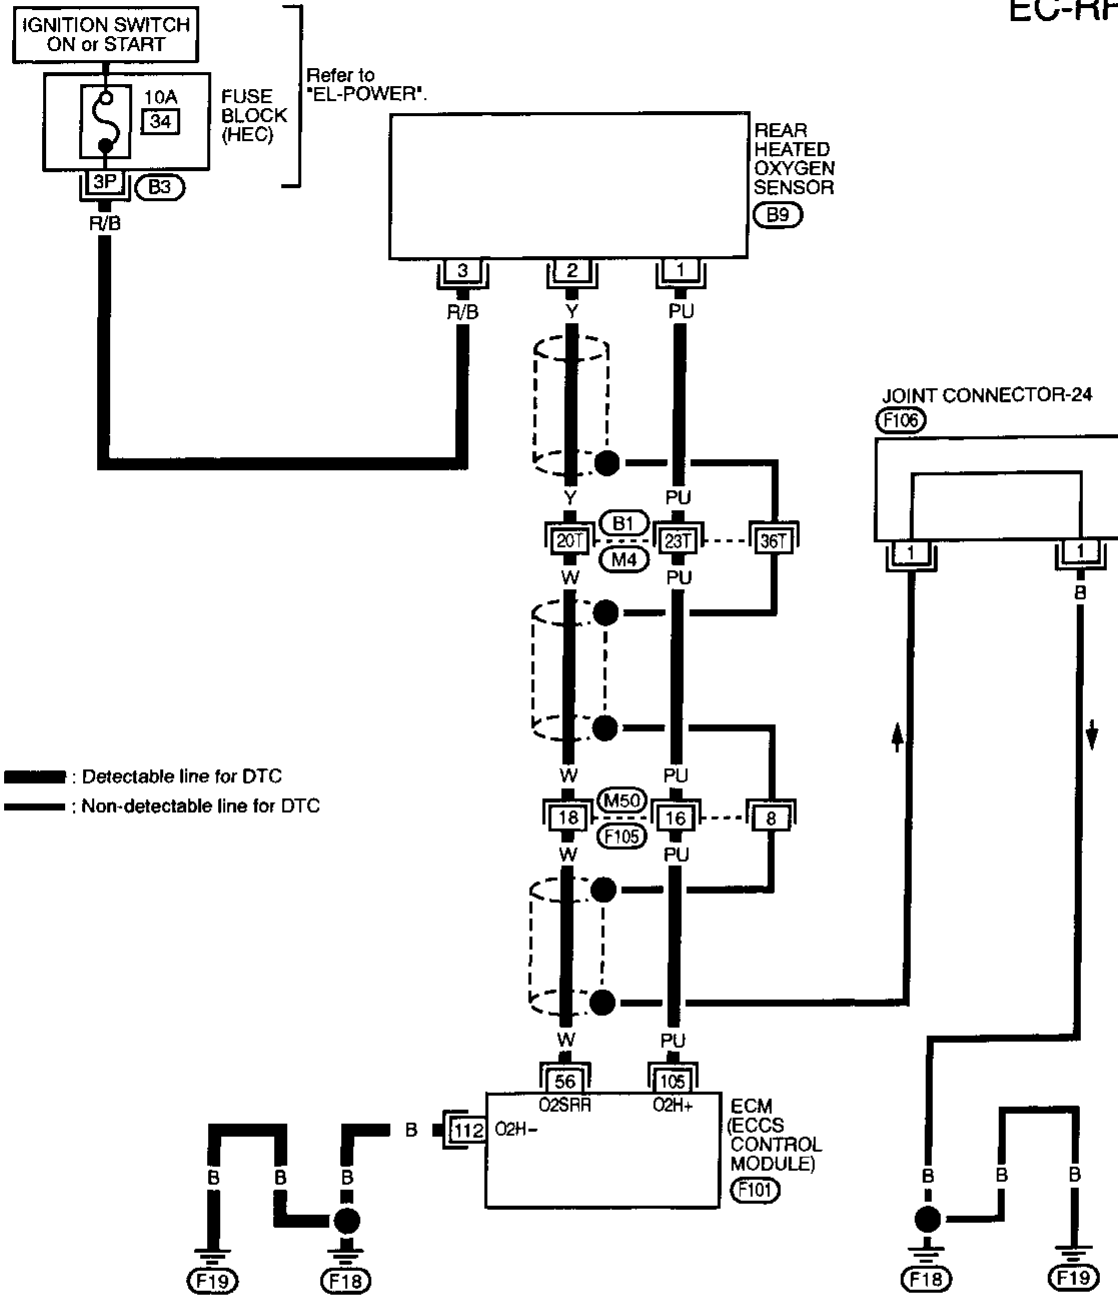 EC-RR
IGNITION SWITCH
ON or START
10A
34
FUSE
BLOCK
(HEC)
Refer to
"EL-POWER".
3P
B3
R/B
REAR
HEATED
OXYGEN
SENSOR
B9
3
2
1
R/B
Y
PU
JOINT CONNECTOR-24
F106
1
1
B
Y
PU
B1
20T
23T
36T
M4
W
PU
: Detectable line for DTC
: Non-detectable line for DTC
W
PU
M50
18
16
8
F105
W
PU
W
PU
56
105
O2SRR
O2H+
112
O2H–
B
ECM
(ECCS
CONTROL
MODULE)
F101
B
B
B
B
B
B
F19
F18
F18
F19